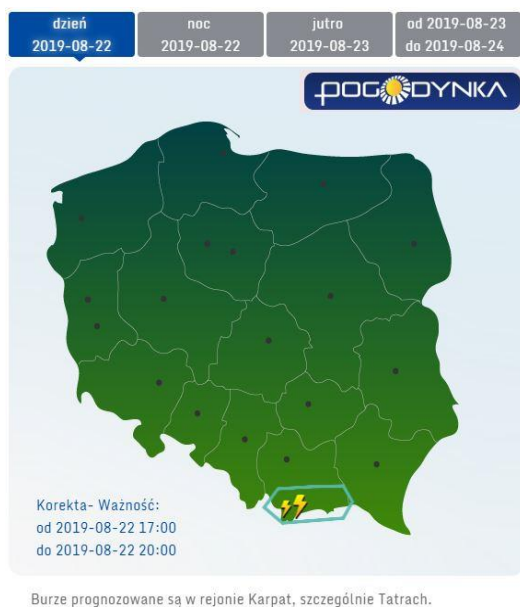 dzień
2019-08-22
noc
2019-08-22
jutro
2019-08-23
od 2019-08-23
do 2019-08-24
POGODYNKA
Korekta- Ważność:
od 2019-08-22 17:00
do 2019-08-22 20:00
Burze prognozowane są w rejonie Karpat, szczególnie Tatrach.